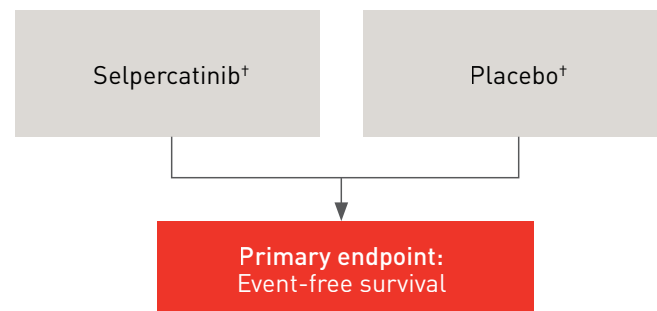 Selpercatinib†
Placebo†
Primary endpoint:
Event-free survival